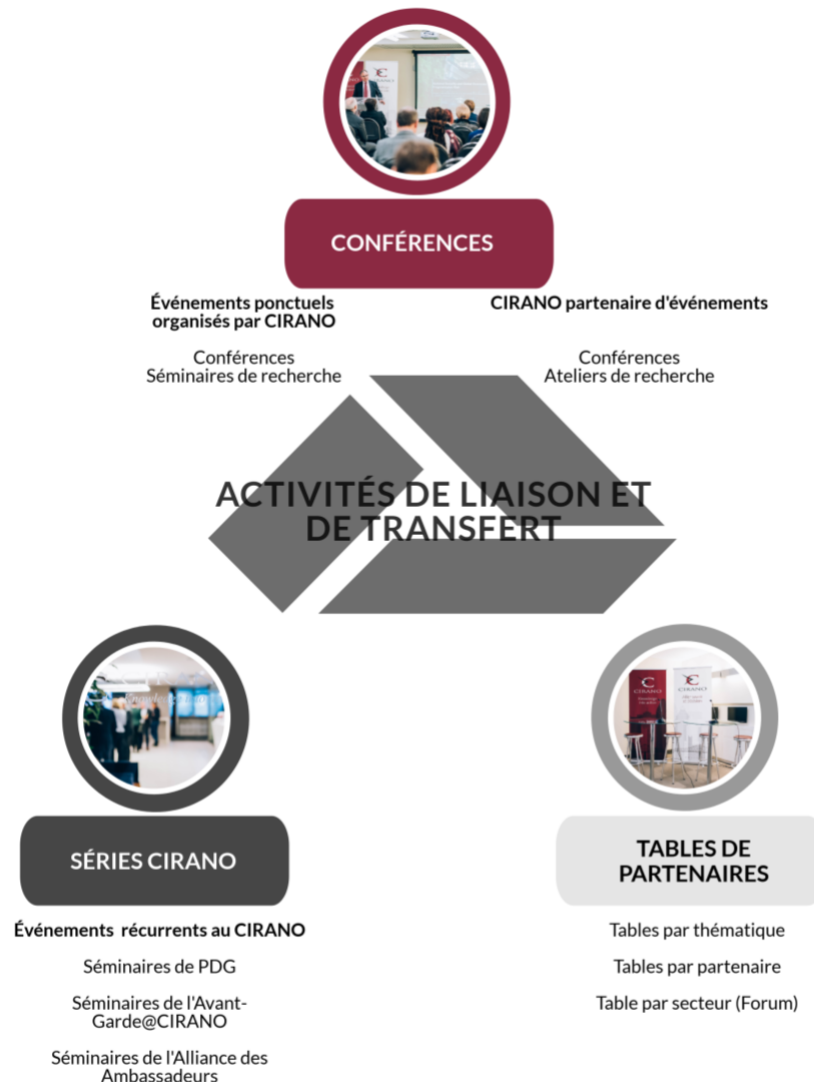 CONFÉRENCES
Événements ponctuels
organisés par CIRANO
Conférences
Séminaires de recherche
CIRANO partenaire d'événements
Conférences
Ateliers de recherche
ACTIVITÉS DE LIAISON ET
DE TRANSFERT
SÉRIES CIRANO
Événements récurrents au CIRANO
Séminaires de PDG
Séminaires de l'Avant-
Garde@CIRANO
Séminaires de l'Alliance des
Ambassadeurs
CIRANO
CIRANO
TABLES DE
PARTENAIRES
Tables par thématique
Tables par partenaire
Table par secteur (Forum)